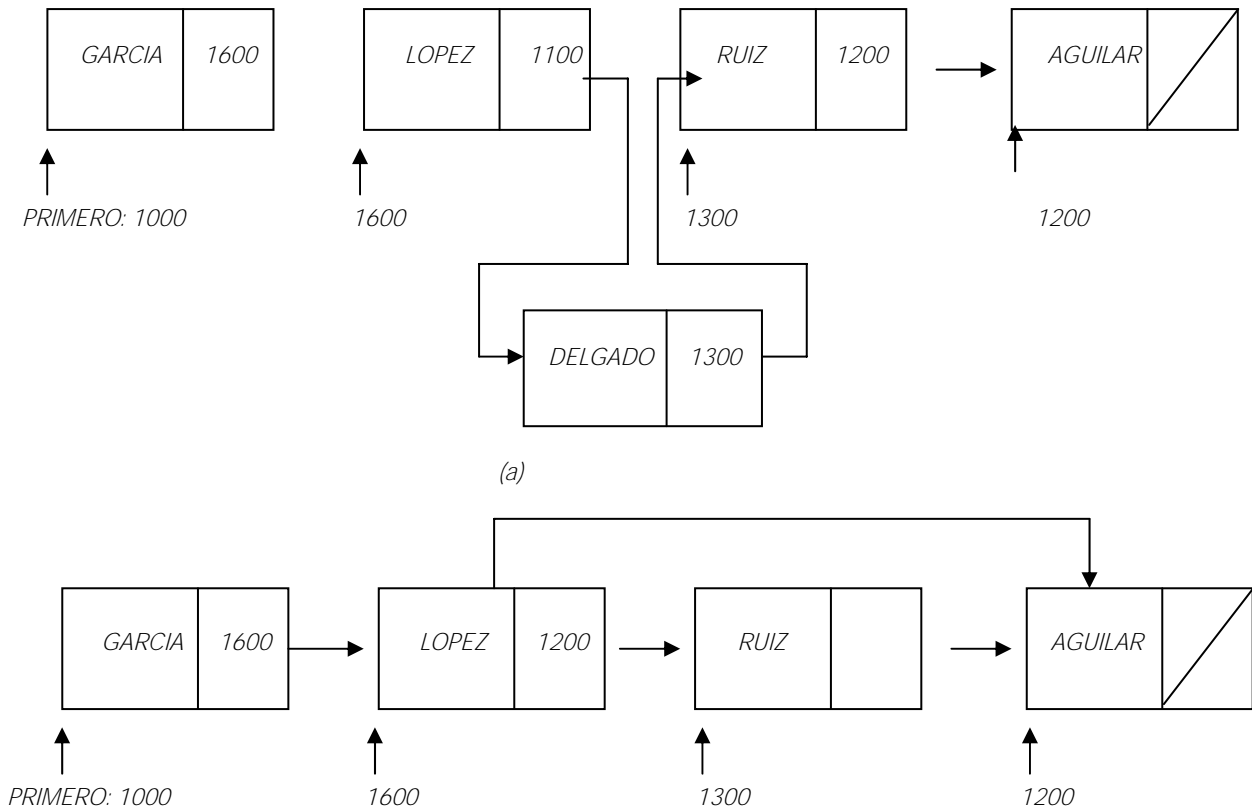 GARCIA 1600 LOPEZ 1100 RUIZ 1200 AGUILAR
PRIMERO: 1000 1600 1300 1200
DELGADO 1300
(a)
GARCIA 1600 LOPEZ 1200 RUIZ AGUILAR
PRIMERO: 1000 1600 1300 1200